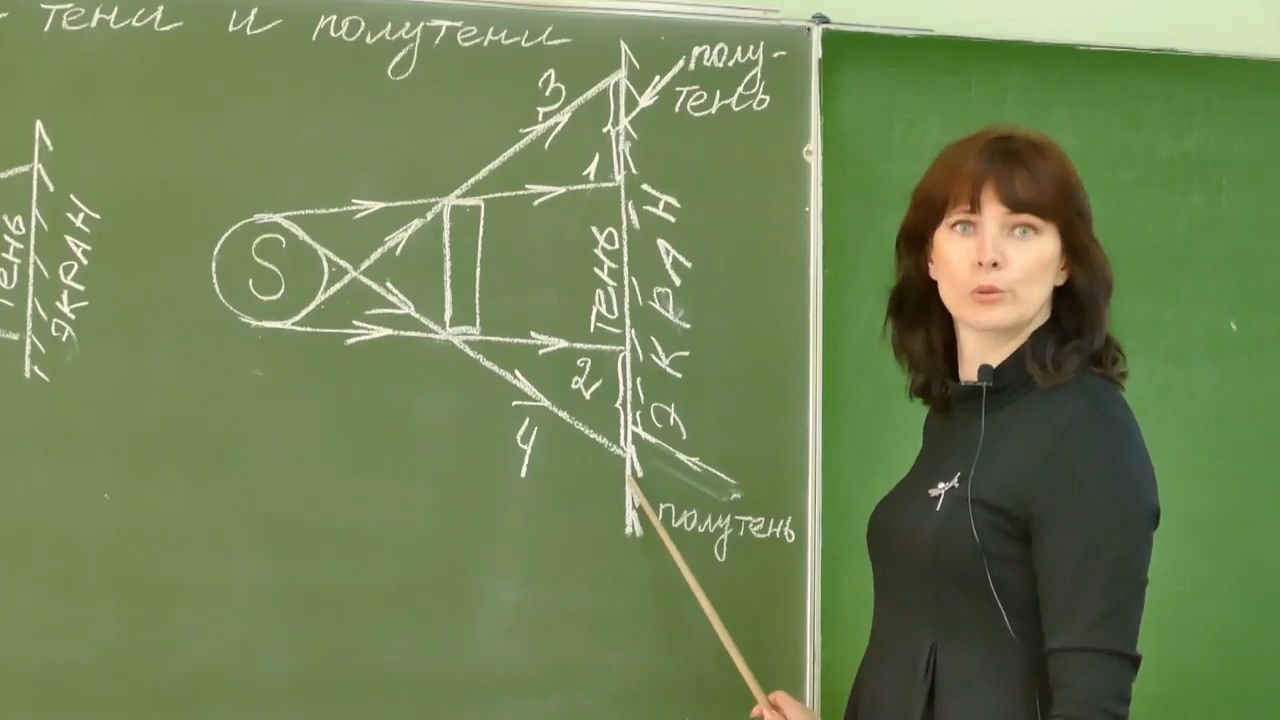 тени и полутени
полу-
тень
3
1
S
ТЕНЬ
ЭКРАН
2
4
полутень
ТЕНЬ
ЭКРАН